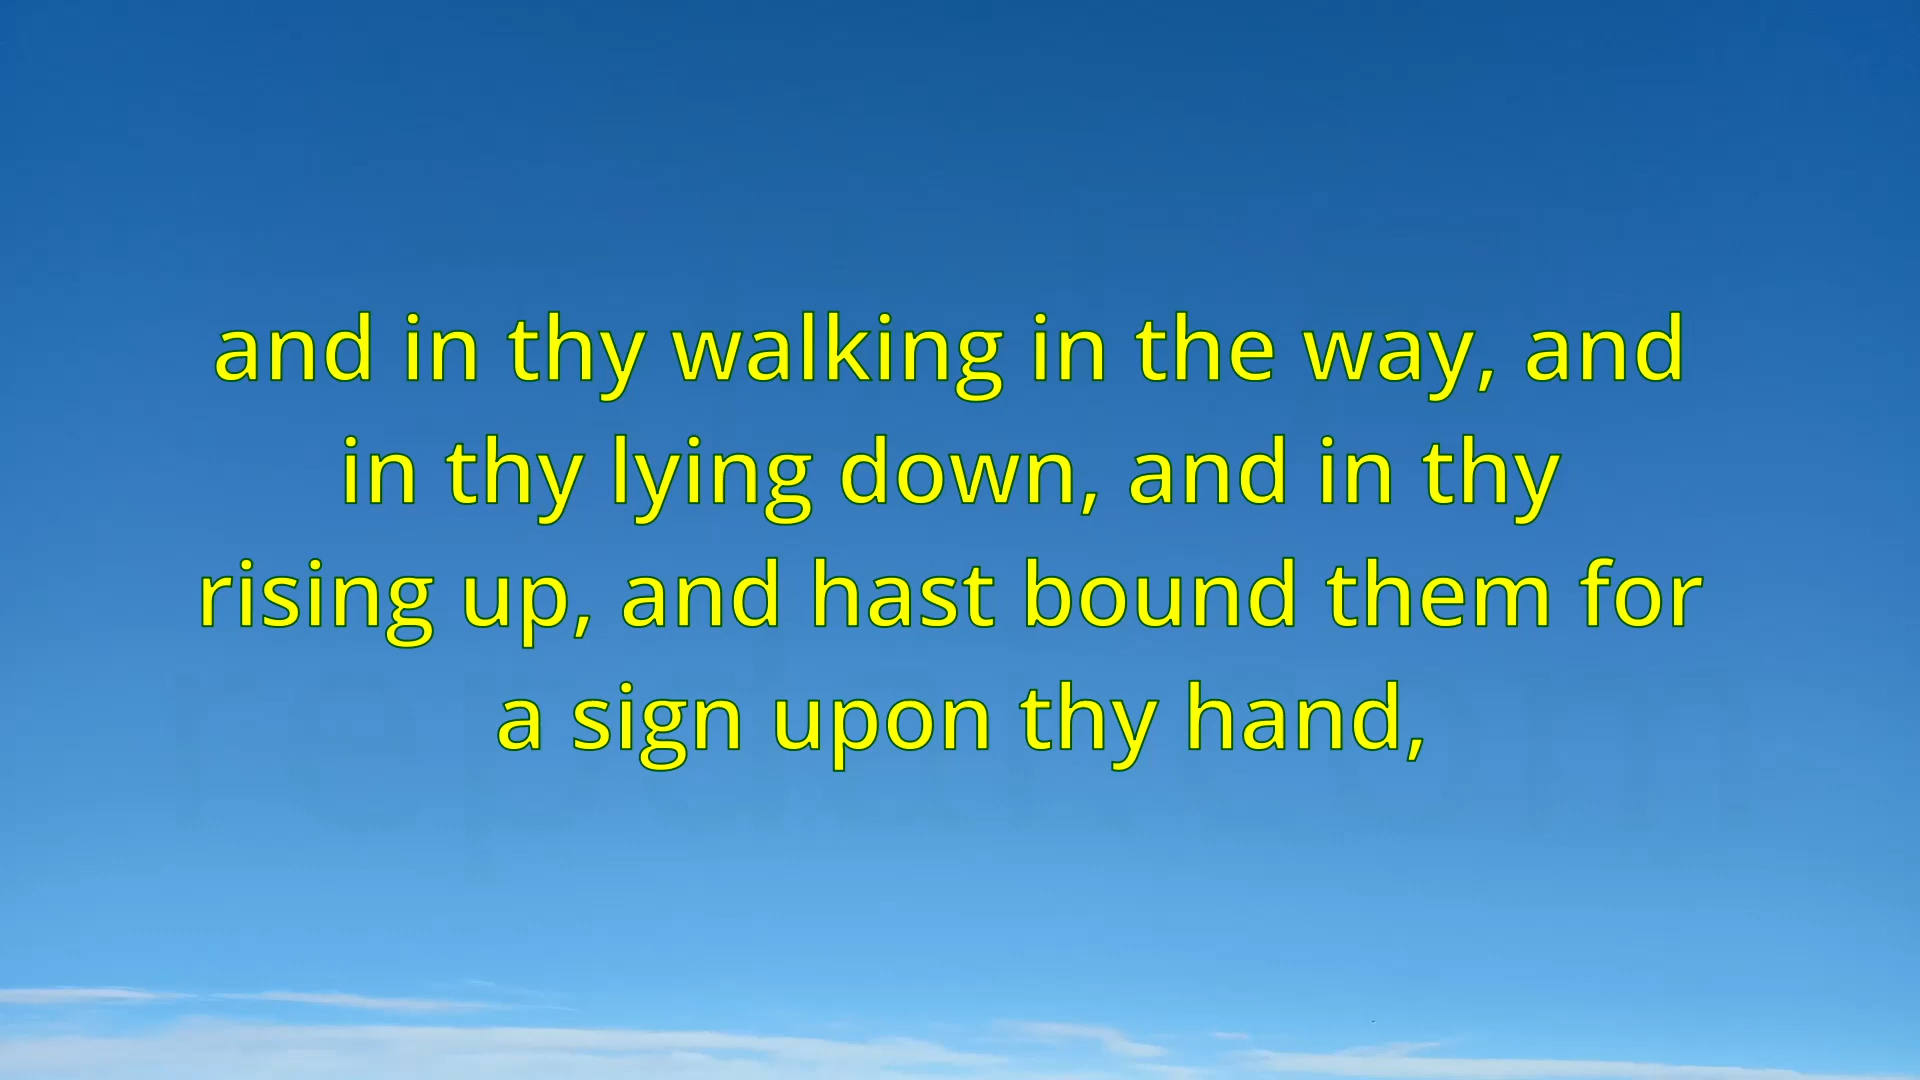 and in thy walking in the way, and
in thy lying down, and in thy
rising up, and hast bound them for
a sign upon thy hand,